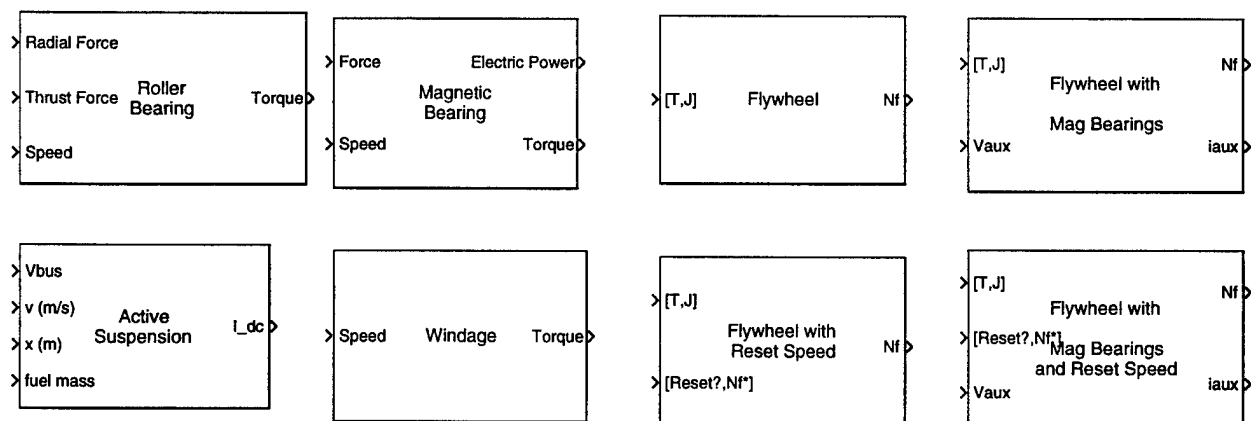 Radial Force
Thrust Force
Speed
Roller
Bearing
Torque
Force
Speed
Magnetic
Bearing
Electric Power
Torque
[T,J]
Flywheel
Nf
[T,J]
Vaux
Flywheel with
Mag Bearings
Nf
iaux
Vbus
v (m/s)
x (m)
fuel mass
Active
Suspension
i_dc
Speed
Windage
Torque
[T,J]
[Reset?,Nf*]
Flywheel with
Reset Speed
Nf
[T,J]
[Reset?,Nf*]
Vaux
Flywheel with
Mag Bearings
and Reset Speed
Nf
iaux